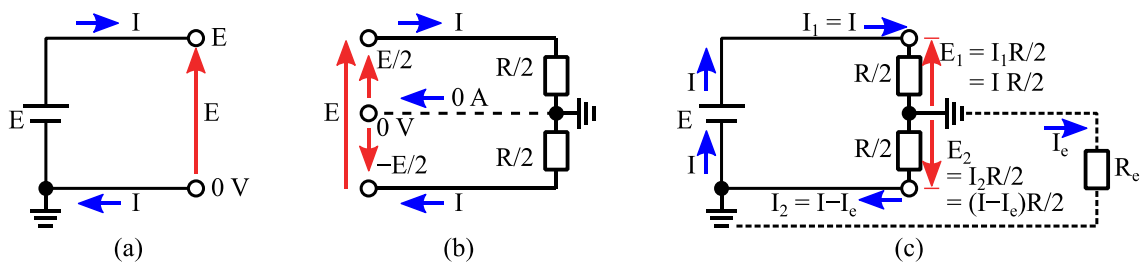 I
E
E
E
0 V
I
(a)
I
E/2
R/2
0 A
E
0 V
R/2
–E/2
I
(b)
I₁ = I
I
R/2
E₁ = I₁R/2
= I R/2
E
Iₑ
I
R/2
E₂
= I₂R/2
Rₑ
I₂ = I–Iₑ
= (I–Iₑ)R/2
(c)